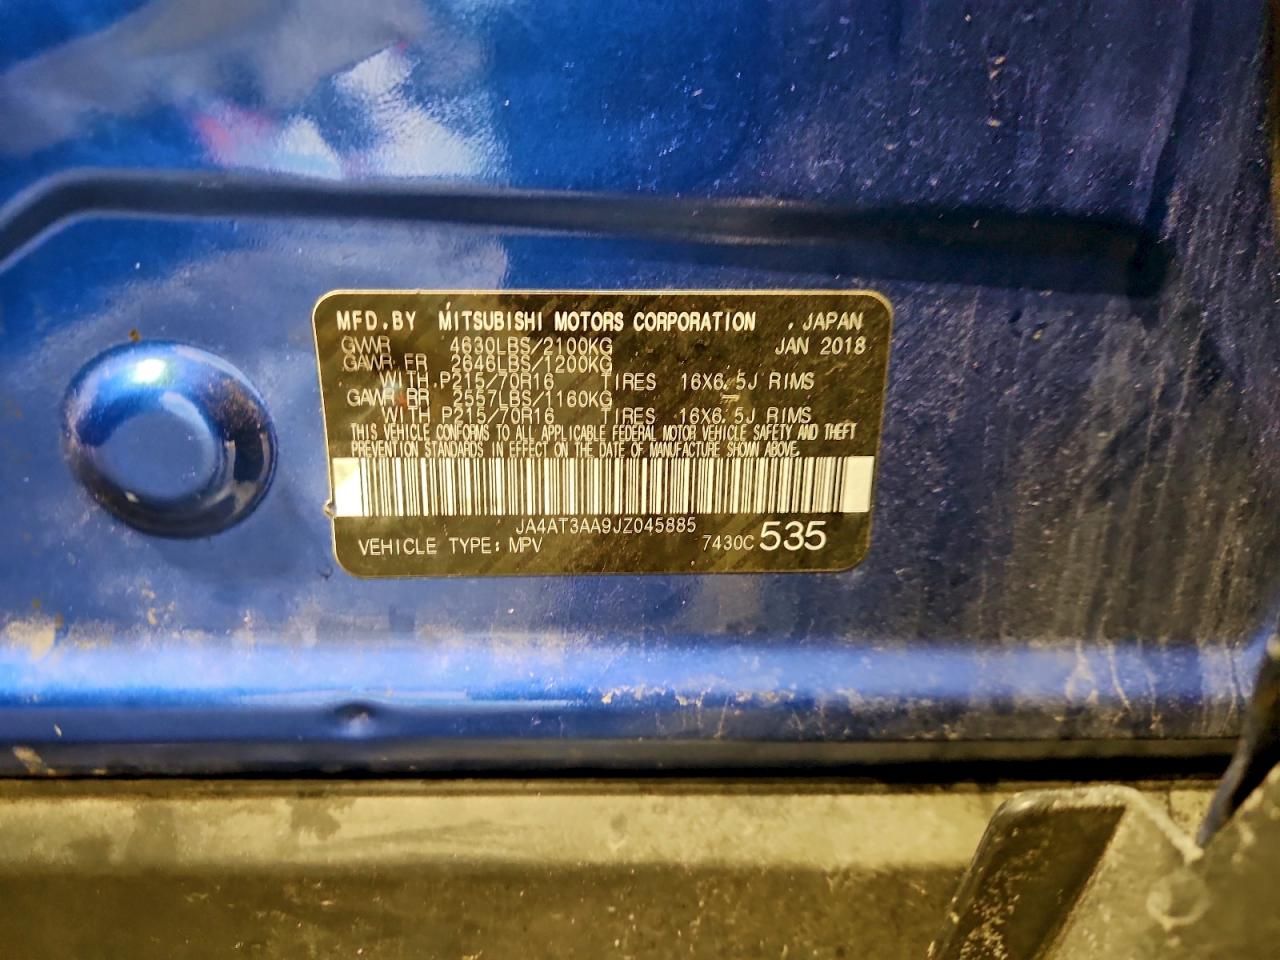 MFD.BY MITSUBISHI MOTORS CORPORATION , JAPAN
GVWR 4630LBS/2100KG JAN 2018
GAWR FR 2646LBS/1200KG
WITH P215/70R16 TIRES 16X6.5J RIMS
GAWR RR 2557LBS/1160KG
WITH P215/70R16 TIRES 16X6.5J RIMS
THIS VEHICLE CONFORMS TO ALL APPLICABLE FEDERAL MOTOR VEHICLE SAFETY AND THEFT
PREVENTION STANDARDS IN EFFECT ON THE DATE OF MANUFACTURE SHOWN ABOVE.
JA4AT3AA9JZ045885
VEHICLE TYPE: MPV 7430C 535